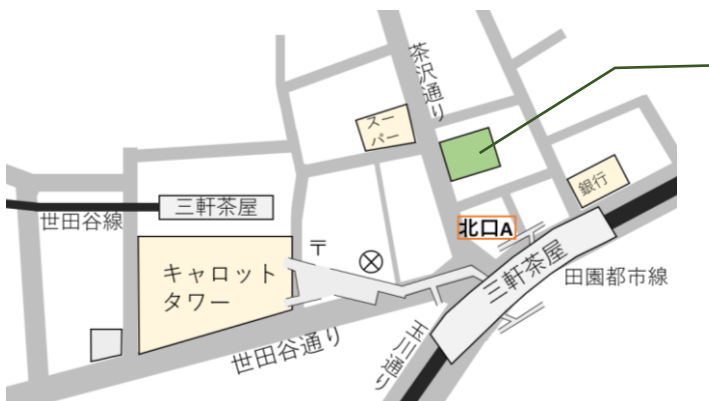 茶沢通り
スー
パー
銀行
三軒茶屋
世田谷線
北口A
〒
キャロット
タワー
三軒茶屋
田園都市線
世田谷通り
玉川通り